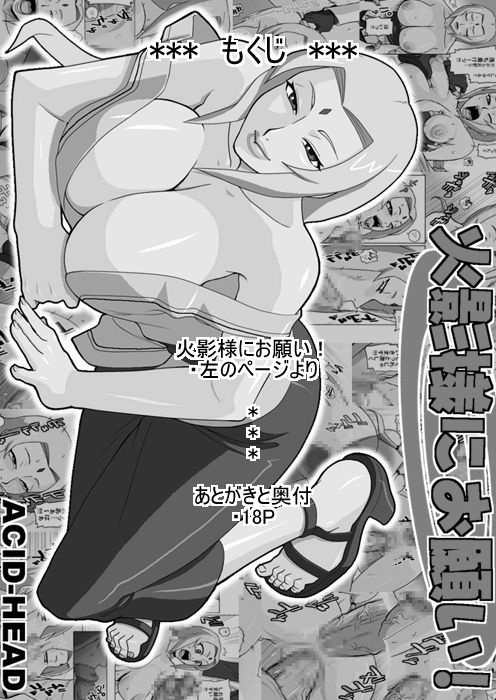 *** もくじ ***
火影様にお願い！
・左のページより
***
あとがきと奥付
・18P
火影様にお願い！
ACID-HEAD